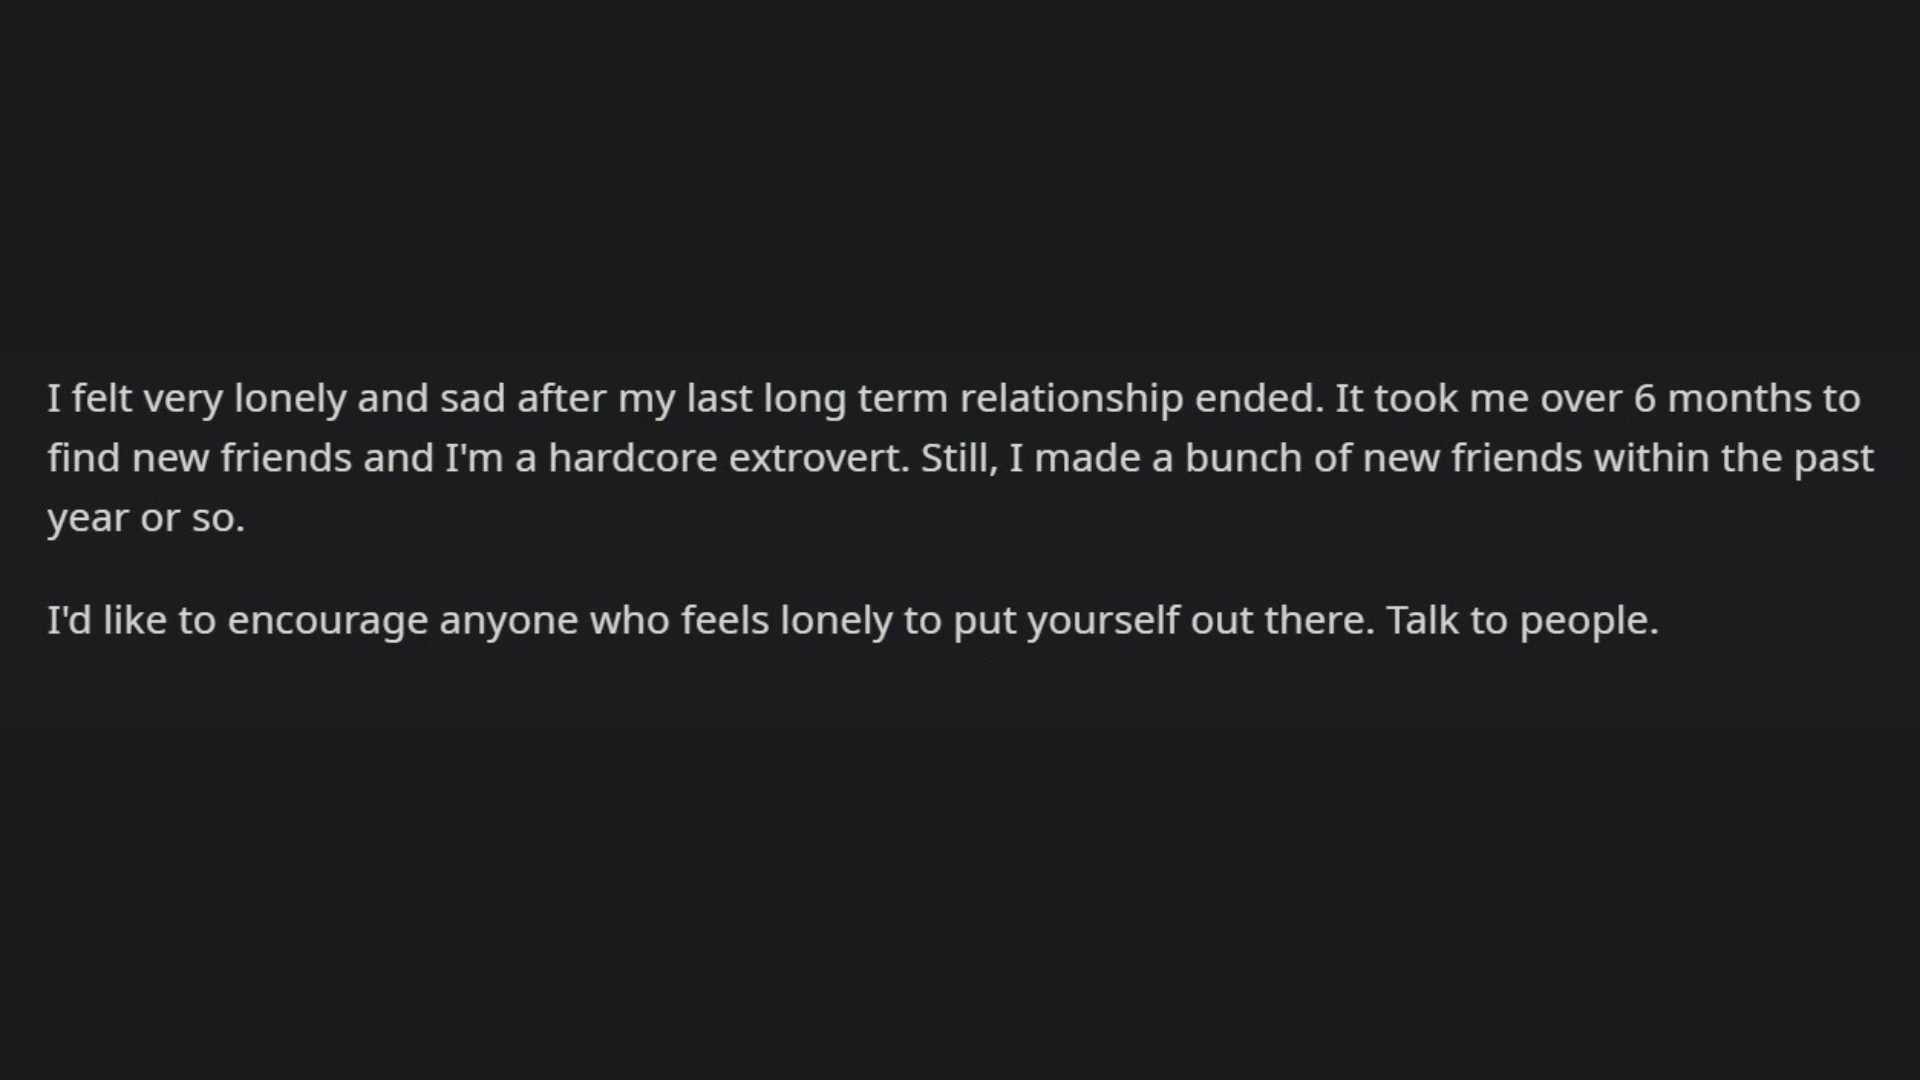 I felt very lonely and sad after my last long term relationship ended. It took me over 6 months to
find new friends and I'm a hardcore extrovert. Still, I made a bunch of new friends within the past
year or so.
I'd like to encourage anyone who feels lonely to put yourself out there. Talk to people.